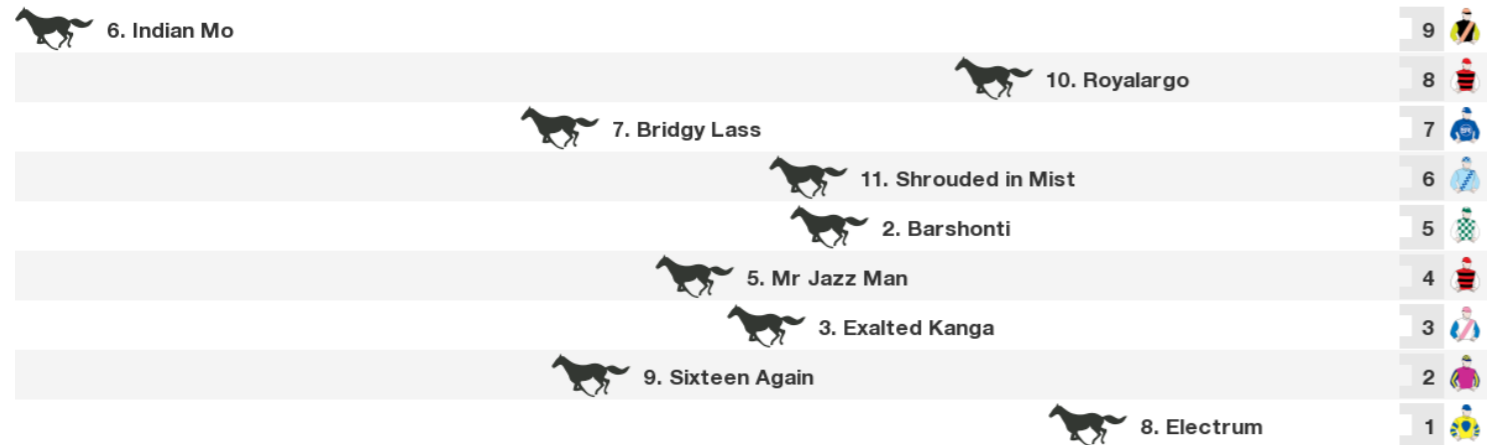 6. Indian Mo 9
10. Royalargo 8
7. Bridgy Lass 7
11. Shrouded in Mist 6
2. Barshonti 5
5. Mr Jazz Man 4
3. Exalted Kanga 3
9. Sixteen Again 2
8. Electrum 1